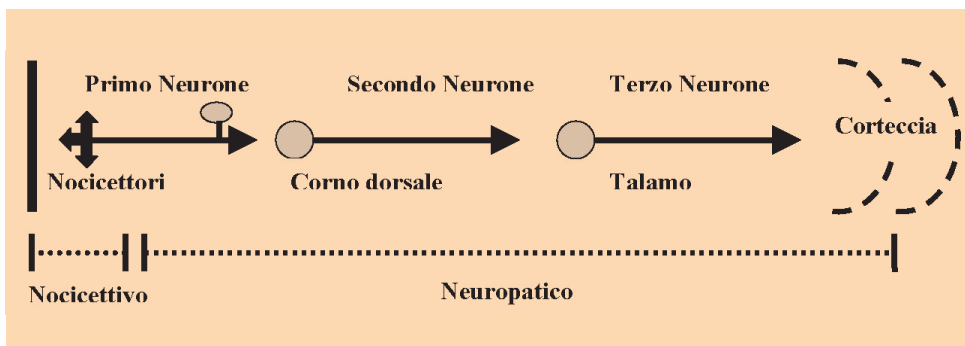 Primo Neurone
Secondo Neurone
Terzo Neurone
Corteccia
Nocicettori
Corno dorsale
Talamo
Nocicettivo
Neuropatico